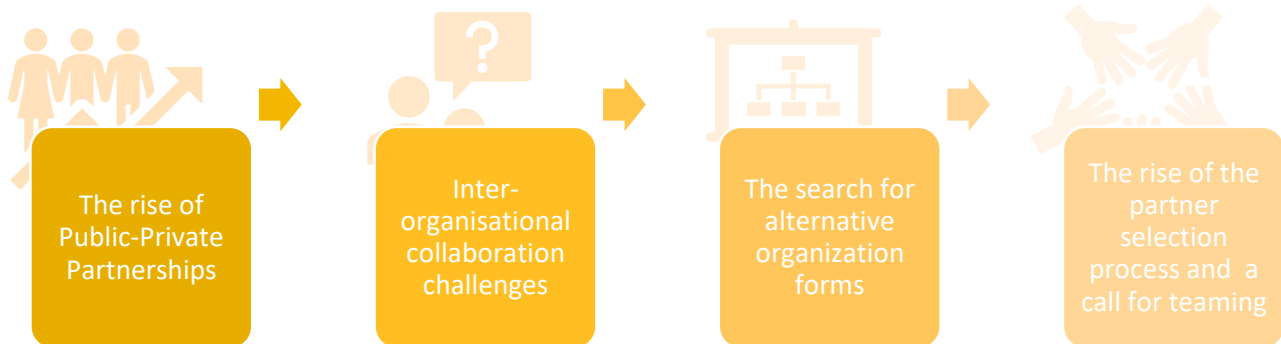 ?
The rise of
Public-Private
Partnerships
Inter-
organisational
collaboration
challenges
The search for
alternative
organization
forms
The rise of the
partner
selection
process and  a
call for teaming